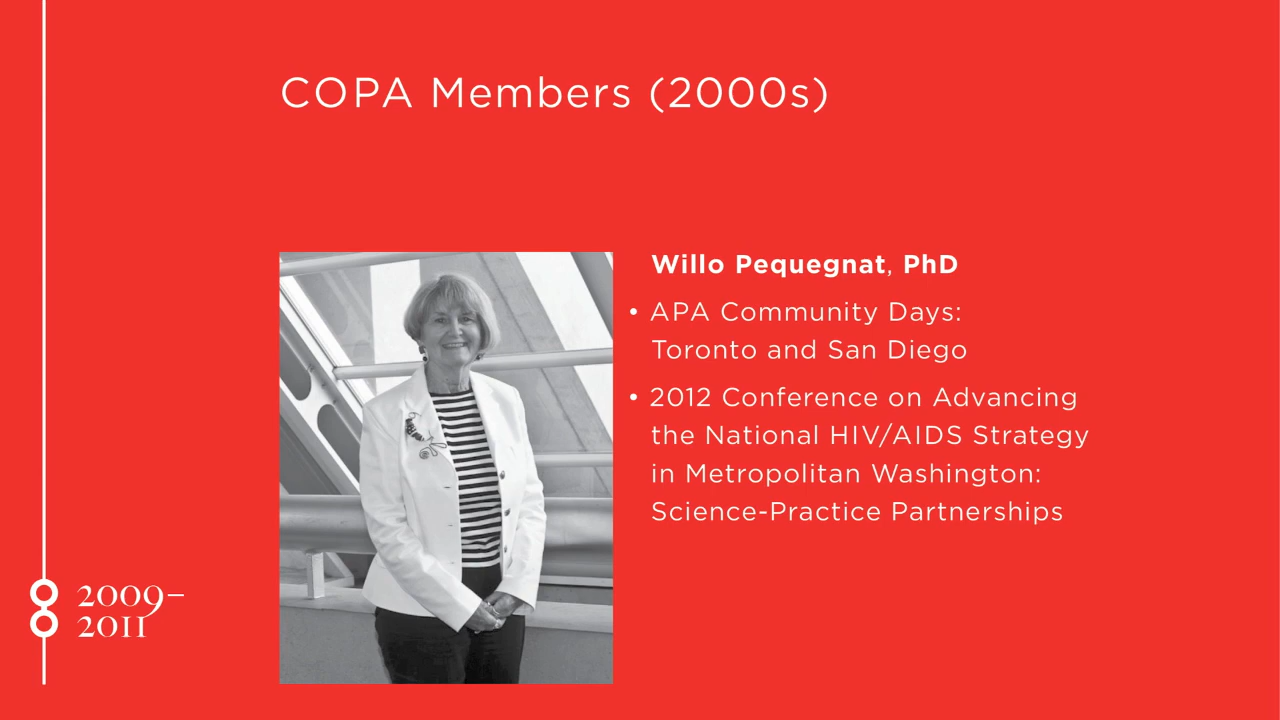 COPA Members (2000s)
Willo Pequegnat, PhD
• APA Community Days:
Toronto and San Diego
• 2012 Conference on Advancing
the National HIV/AIDS Strategy
in Metropolitan Washington:
Science-Practice Partnerships
2009–
2011